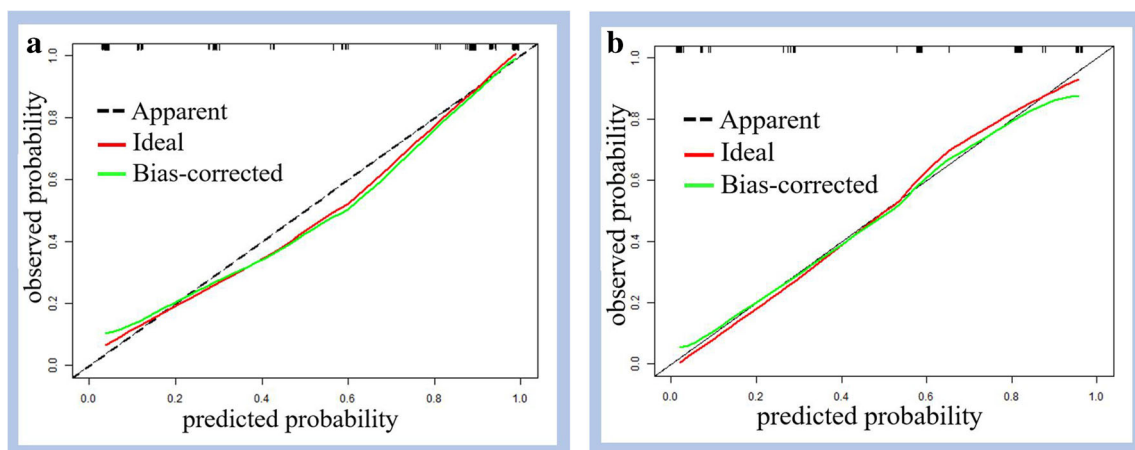 a
Apparent
Ideal
Bias-corrected
observed probability
0.0 0.2 0.4 0.6 0.8 1.0
0.0 0.2 0.4 0.6 0.8 1.0
predicted probability
b
Apparent
Ideal
Bias-corrected
observed probability
0.0 0.2 0.4 0.6 0.8 1.0
0.0 0.2 0.4 0.6 0.8 1.0
predicted probability